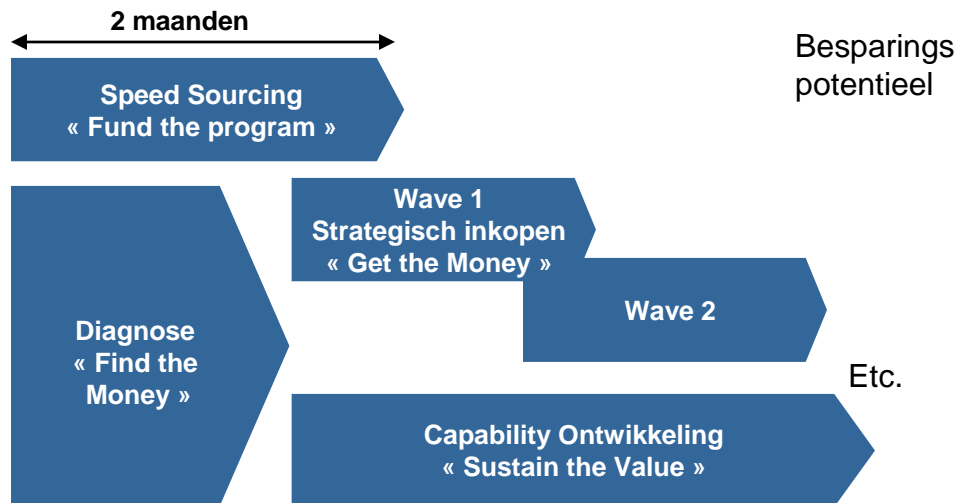 2 maanden
Besparings
potentieel
Speed Sourcing
« Fund the program »
Wave 1
Strategisch inkopen
« Get the Money »
Wave 2
Diagnose
« Find the
Money »
Etc.
Capability Ontwikkeling
« Sustain the Value »